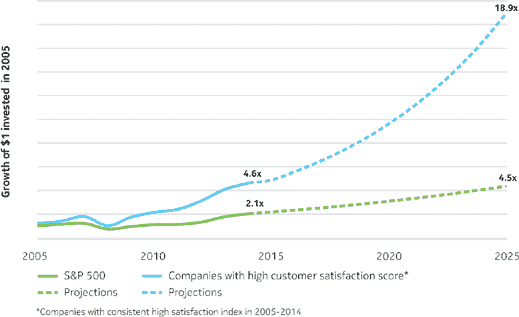 18.9x
Growth of $1 invested in 2005
4.6x
2.1x
4.5x
2005 2010 2015 2020 2025
S&P 500 Companies with high customer satisfaction score*
Projections Projections
*Companies with consistent high satisfaction index in 2005-2014